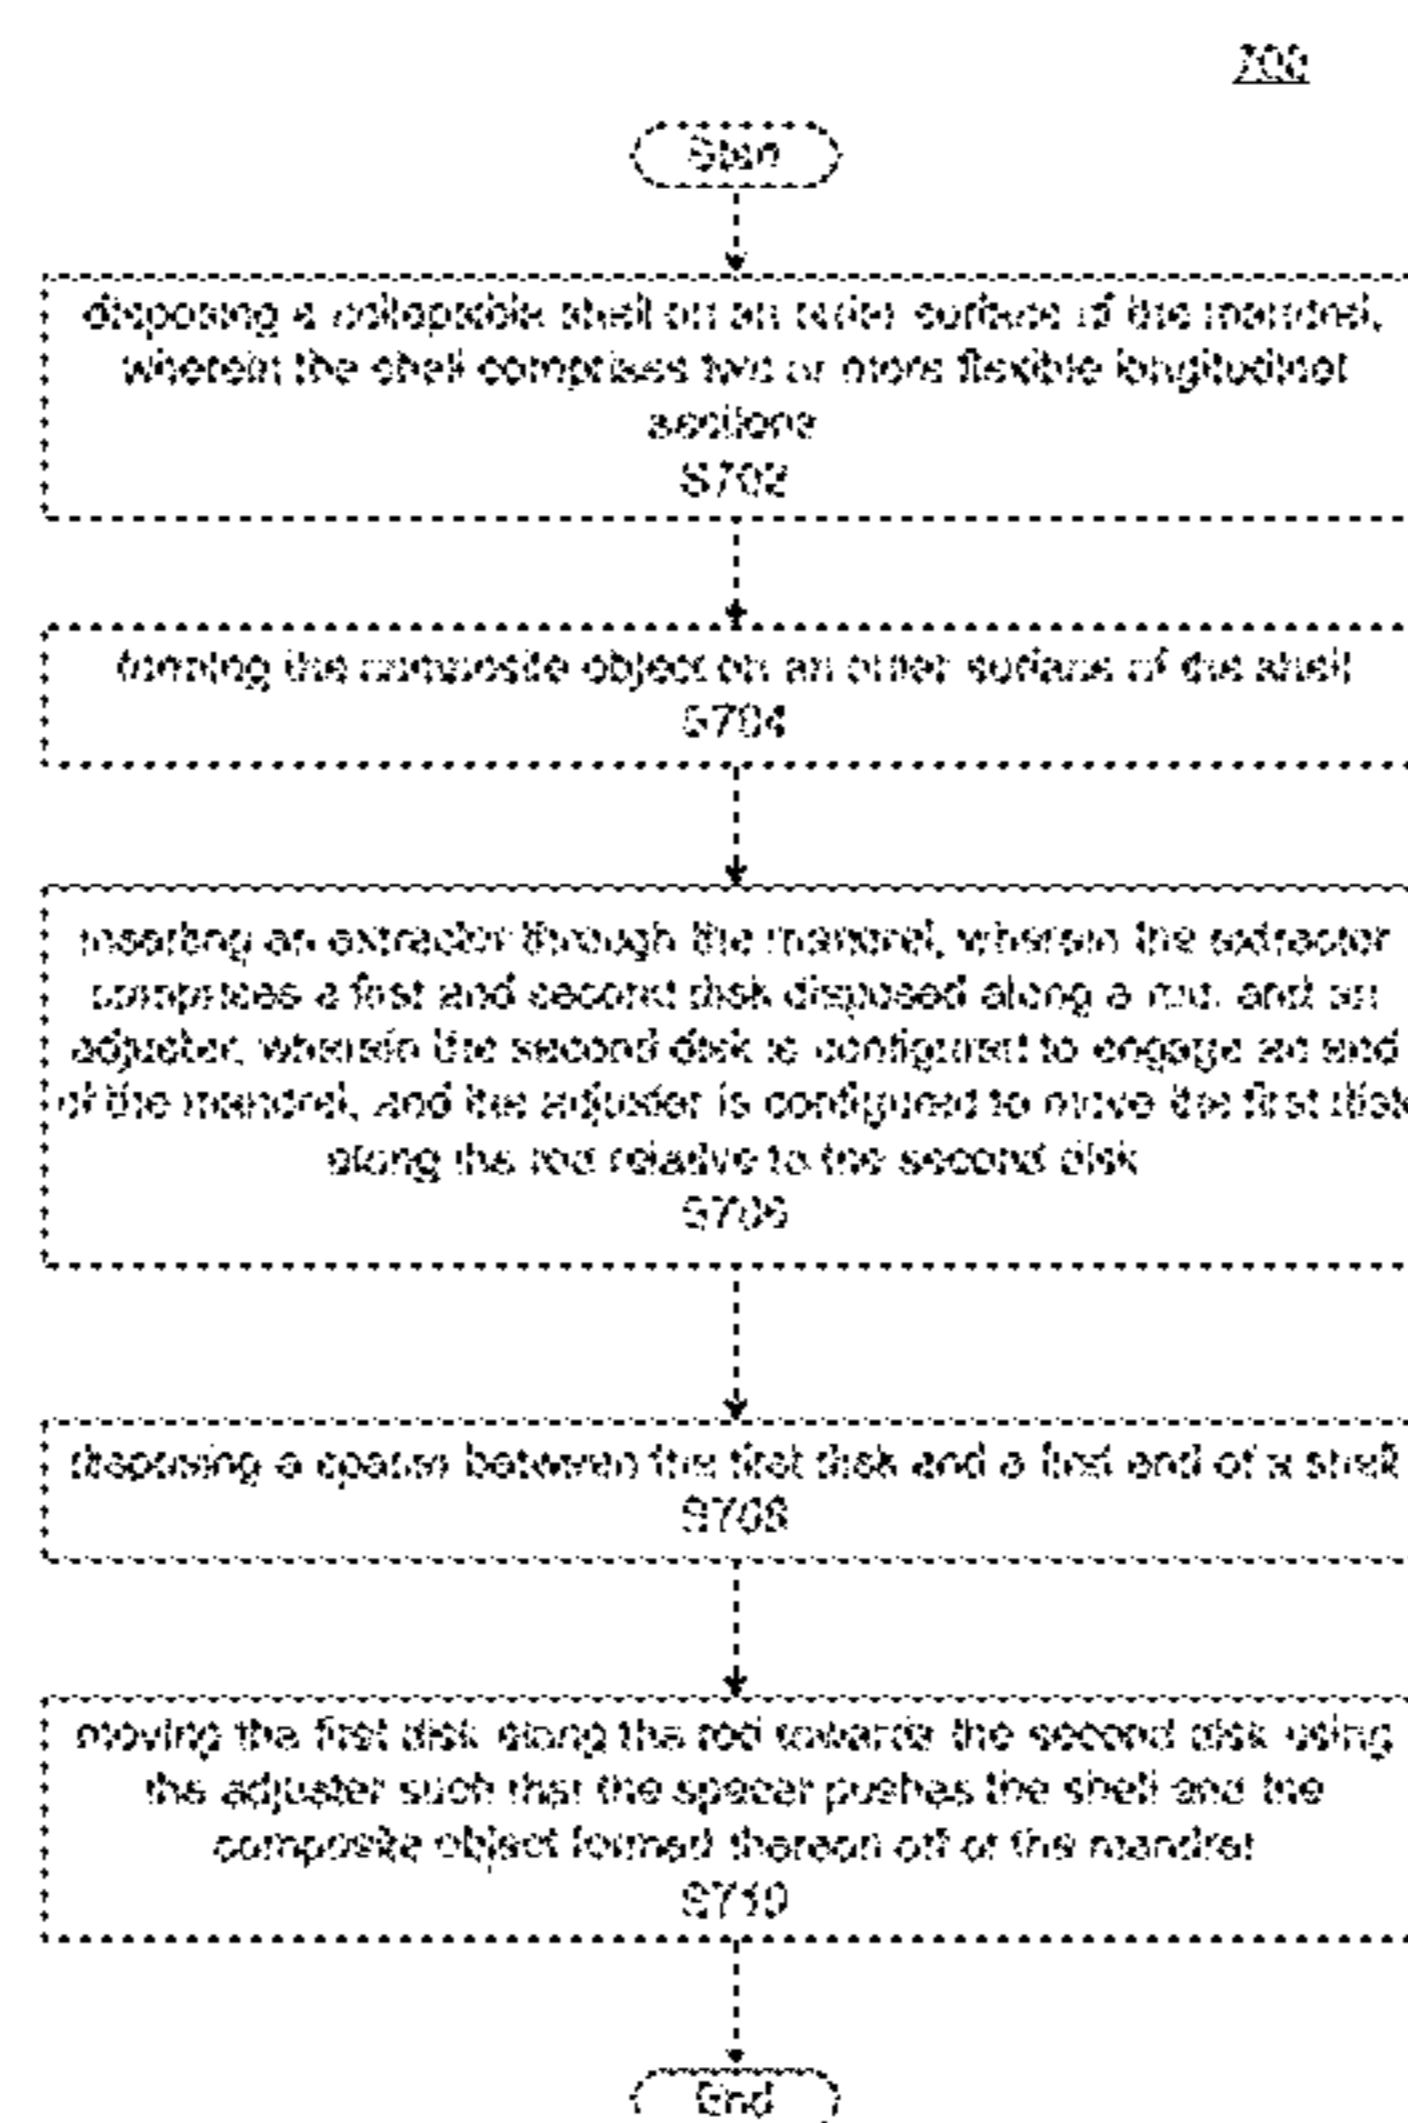 700
Start
disposing a collapsible shell on an outer surface of the mandrel,
wherein the shell comprises two or more flexible longitudinal
sections
S702
forming the composite object on an outer surface of the shell
S704
inserting an extractor through the mandrel, wherein the extractor
comprises a first and second disk disposed along a rod, and an
adjuster, wherein the second disk is configured to engage an end
of the mandrel, and the adjuster is configured to move the first disk
along the rod relative to the second disk
S706
disposing a spacer between the first disk and a first end of a shell
S708
moving the first disk along the rod towards the second disk using
the adjuster such that the spacer pushes the shell and the
composite object formed thereon off of the mandrel
S710
End